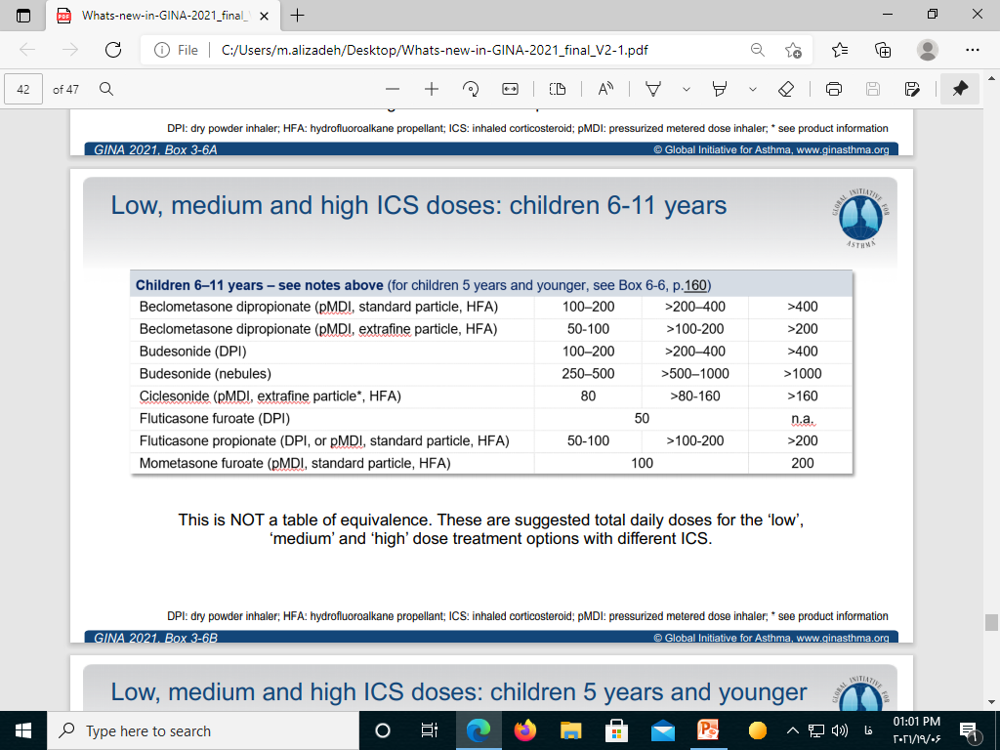 Whats-new-in-GINA-2021_final_
File C:/Users/m.alizadeh/Desktop/Whats-new-in-GINA-2021_final_V2-1.pdf
42 of 47
DPI: dry powder inhaler; HFA: hydrofluoroalkane propellant; ICS: inhaled corticosteroid; pMDI: pressurized metered dose inhaler; * see product information
GINA 2021, Box 3-6A © Global Initiative for Asthma, www.ginasthma.org
Low, medium and high ICS doses: children 6-11 years
GLOBAL INITIATIVE FOR ASTHMA
Children 6–11 years – see notes above (for children 5 years and younger, see Box 6-6, p.160)
Beclometasone dipropionate (pMDI, standard particle, HFA) 100–200 >200–400 >400
Beclometasone dipropionate (pMDI, extrafine particle, HFA) 50-100 >100-200 >200
Budesonide (DPI) 100–200 >200–400 >400
Budesonide (nebules) 250–500 >500–1000 >1000
Ciclesonide (pMDI, extrafine particle*, HFA) 80 >80-160 >160
Fluticasone furoate (DPI) 50 n.a.
Fluticasone propionate (DPI, or pMDI, standard particle, HFA) 50-100 >100-200 >200
Mometasone furoate (pMDI, standard particle, HFA) 100 200
This is NOT a table of equivalence. These are suggested total daily doses for the ‘low’,
‘medium’ and ‘high’ dose treatment options with different ICS.
DPI: dry powder inhaler; HFA: hydrofluoroalkane propellant; ICS: inhaled corticosteroid; pMDI: pressurized metered dose inhaler; * see product information
GINA 2021, Box 3-6B © Global Initiative for Asthma, www.ginasthma.org
Low, medium and high ICS doses: children 5 years and younger
Type here to search
فا
01:01 PM
۲۰۲۱/۱۹/۰۶
1